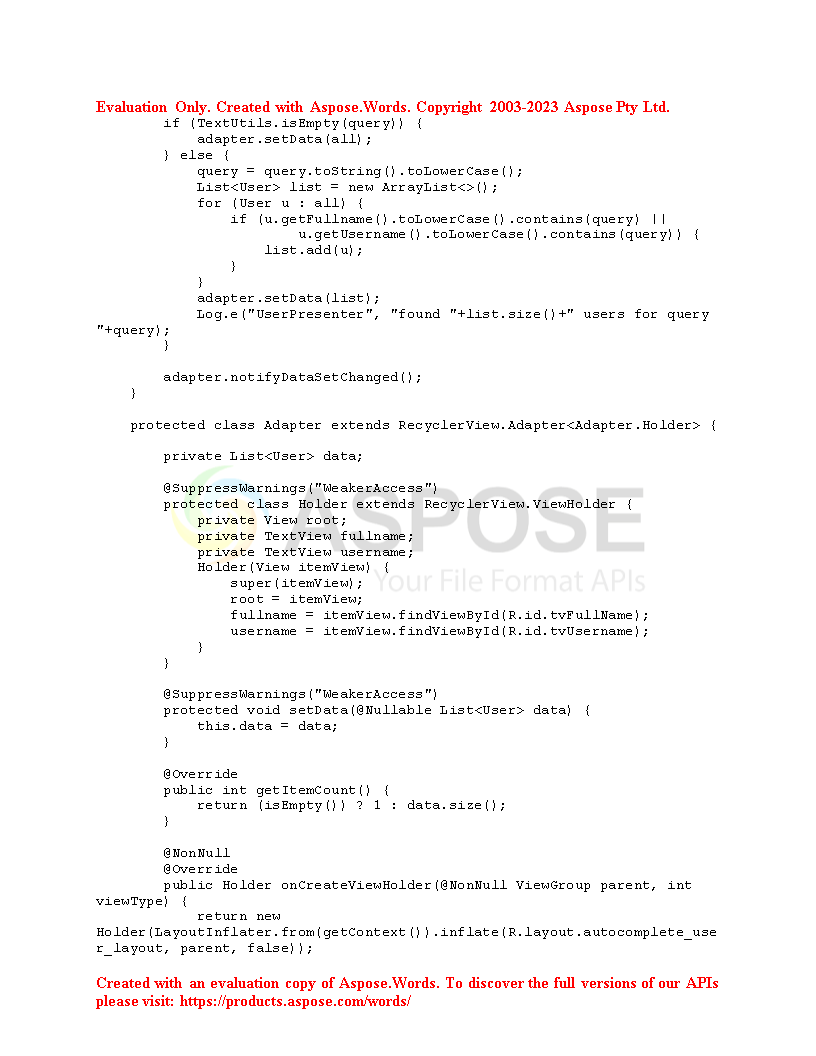 Evaluation Only. Created with Aspose.Words. Copyright 2003-2023 Aspose Pty Ltd.
        if (TextUtils.isEmpty(query)) {
            adapter.setData(all);
        } else {
            query = query.toString().toLowerCase();
            List<User> list = new ArrayList<>();
            for (User u : all) {
                if (u.getFullname().toLowerCase().contains(query) ||
                        u.getUsername().toLowerCase().contains(query)) {
                    list.add(u);
                }
            }
            adapter.setData(list);
            Log.e("UserPresenter", "found "+list.size()+" users for query
"+query);
        }

        adapter.notifyDataSetChanged();
    }

    protected class Adapter extends RecyclerView.Adapter<Adapter.Holder> {

        private List<User> data;

        @SuppressWarnings("WeakerAccess")
        protected class Holder extends RecyclerView.ViewHolder {
            private View root;
            private TextView fullname;
            private TextView username;
            Holder(View itemView) {
                super(itemView);
                root = itemView;
                fullname = itemView.findViewById(R.id.tvFullName);
                username = itemView.findViewById(R.id.tvUsername);
            }
        }

        @SuppressWarnings("WeakerAccess")
        protected void setData(@Nullable List<User> data) {
            this.data = data;
        }

        @Override
        public int getItemCount() {
            return (isEmpty()) ? 1 : data.size();
        }

        @NonNull
        @Override
        public Holder onCreateViewHolder(@NonNull ViewGroup parent, int
viewType) {
            return new
Holder(LayoutInflater.from(getContext()).inflate(R.layout.autocomplete_use
r_layout, parent, false));
ASPOSE
Your File Format APIs
Created with an evaluation copy of Aspose.Words. To discover the full versions of our APIs
please visit: https://products.aspose.com/words/